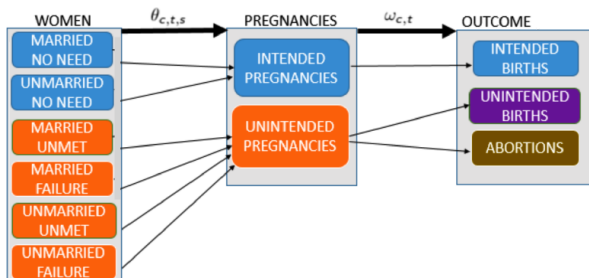 WOMEN
θc,t,s
PREGNANCIES
ωc,t
OUTCOME
MARRIED
NO NEED
UNMARRIED
NO NEED
MARRIED
UNMET
MARRIED
FAILURE
UNMARRIED
UNMET
UNMARRIED
FAILURE
INTENDED
PREGNANCIES
UNINTENDED
PREGNANCIES
INTENDED
BIRTHS
UNINTENDED
BIRTHS
ABORTIONS